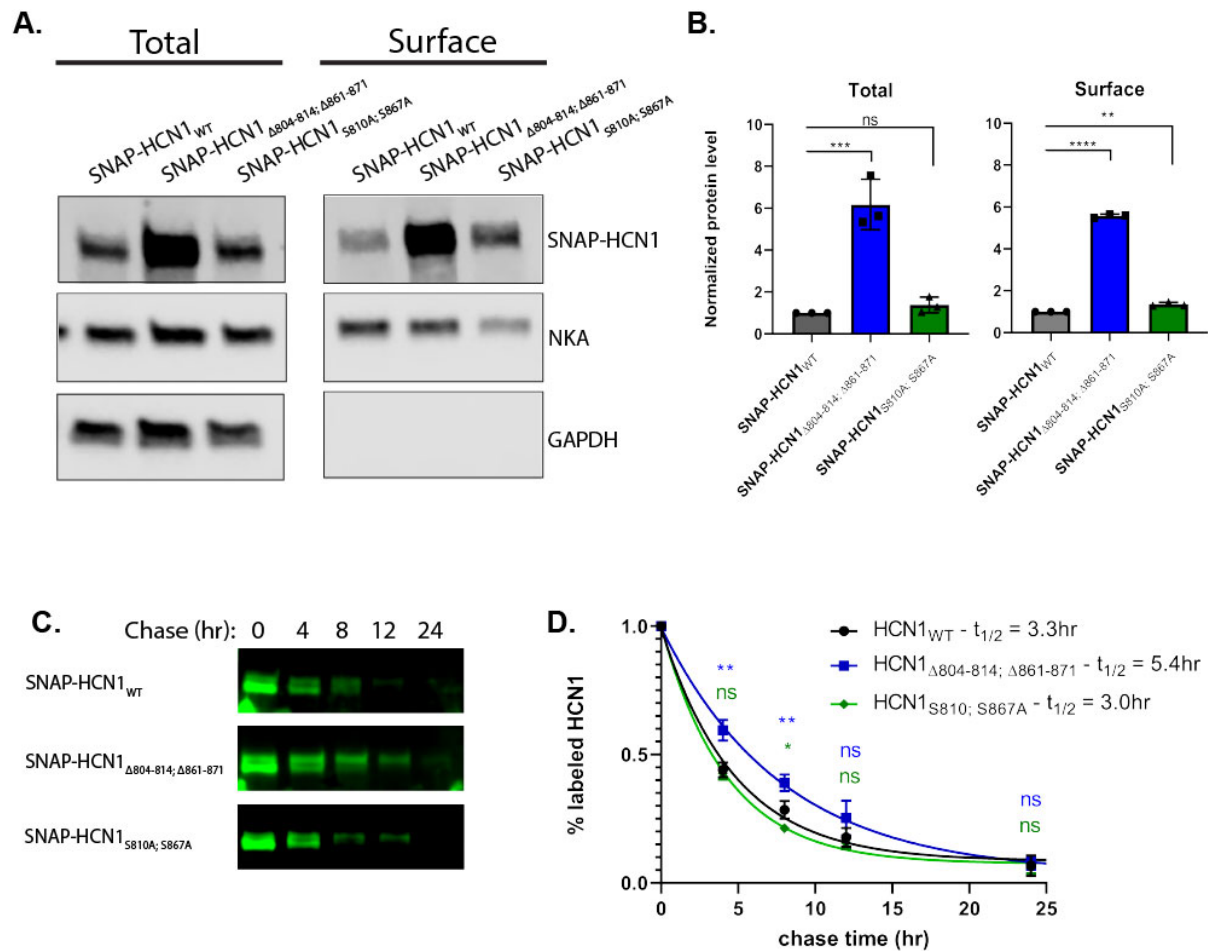 A.
Total
Surface
SNAP-HCN1WT
SNAP-HCN1Δ804-814; Δ861-871
SNAP-HCN1S810A; S867A
SNAP-HCN1WT
SNAP-HCN1Δ804-814; Δ861-871
SNAP-HCN1S810A; S867A
SNAP-HCN1
NKA
GAPDH
B.
Total
Surface
Normalized protein level
10
8
6
4
2
0
ns
***
10
8
6
4
2
0
**
****
SNAP-HCN1WT
SNAP-HCN1Δ804-814; Δ861-871
SNAP-HCN1S810A; S867A
SNAP-HCN1WT
SNAP-HCN1Δ804-814; Δ861-871
SNAP-HCN1S810A; S867A
C.
Chase (hr): 0 4 8 12 24
SNAP-HCN1WT
SNAP-HCN1Δ804-814; Δ861-871
SNAP-HCN1S810A; S867A
D.
% labeled HCN1
1.0
0.5
0.0
HCN1WT - t1/2 = 3.3hr
HCN1Δ804-814; Δ861-871 - t1/2 = 5.4hr
HCN1S810; S867A - t1/2 = 3.0hr
**
ns
**
*
ns
ns
ns
ns
0 5 10 15 20 25
chase time (hr)